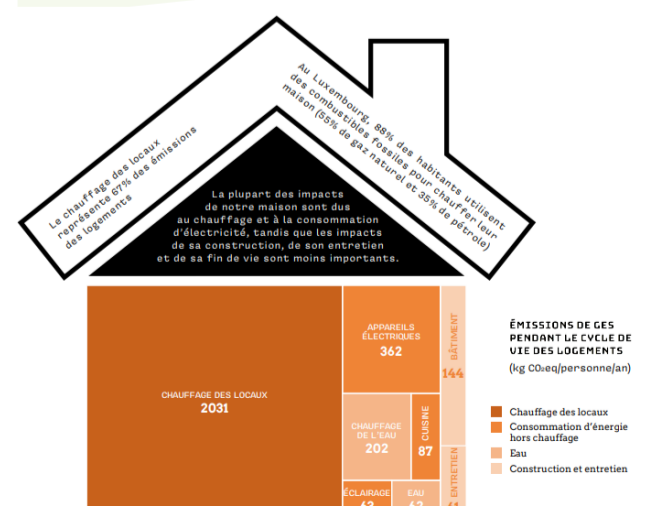 Le chauffage des locaux
représente 67% des émissions
des logements
Au Luxembourg, 88% des habitants utilisent
des combustibles fossiles pour chauffer leur
maison (55% de gaz naturel et 35% de pétrole)
La plupart des impacts
de notre maison sont dus
au chauffage et à la consommation
d'électricité, tandis que les impacts
de sa construction, de son entretien
et de sa fin de vie sont moins importants.
CHAUFFAGE DES LOCAUX
2031
APPAREILS
ÉLECTRIQUES
362
BÂTIMENT
144
CHAUFFAGE
DE L'EAU
202
CUISINE
87
ENTRETIEN
ÉCLAIRAGE
EAU
ÉMISSIONS DE GES
PENDANT LE CYCLE DE
VIE DES LOGEMENTS
(kg CO₂eq/personne/an)
Chauffage des locaux
Consommation d'énergie
hors chauffage
Eau
Construction et entretien